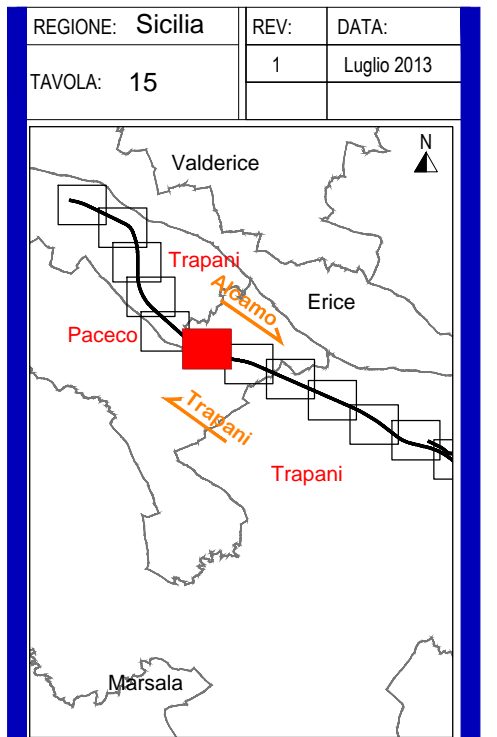 REGIONE: Sicilia
REV:
DATA:
TAVOLA: 15
1
Luglio 2013
N
Valderice
Trapani
Alcamo
Erice
Paceco
Trapani
Trapani
Marsala